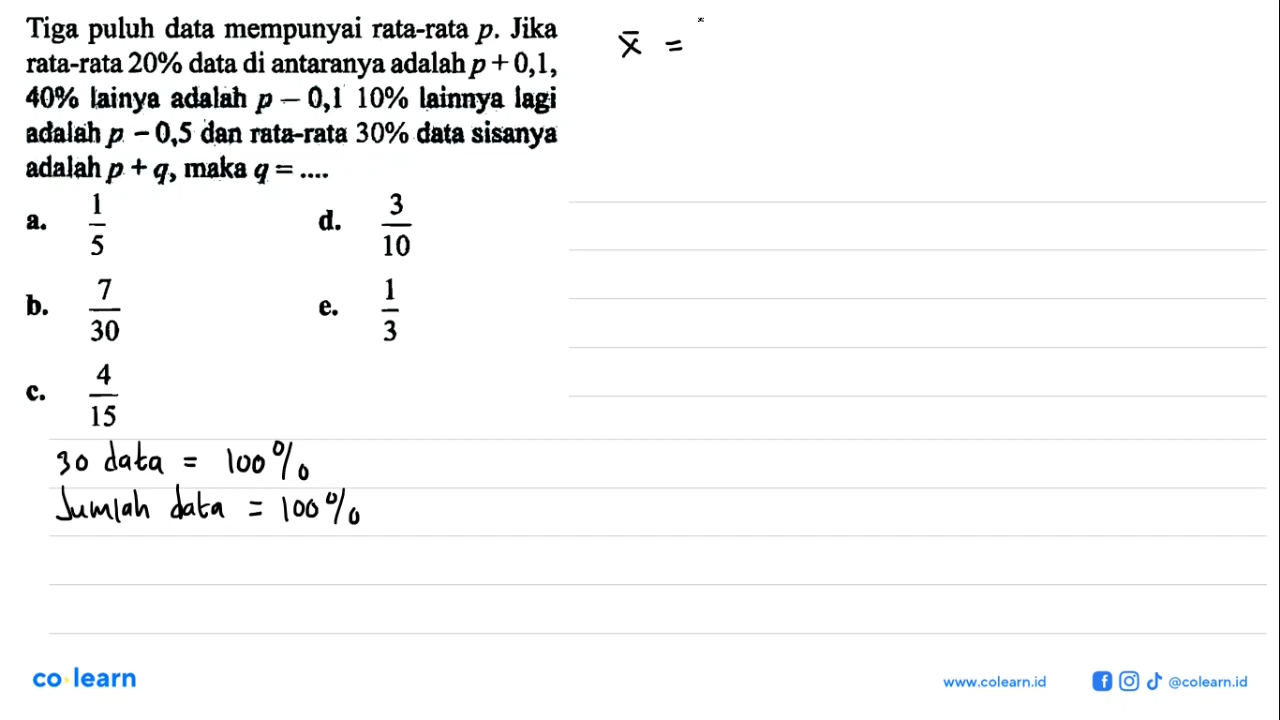 Tiga puluh data mempunyai rata-rata p. Jika
rata-rata 20% data di antaranya adalah p + 0,1,
40% lainya adalah p − 0,1 10% lainnya lagi
adalah p − 0,5 dan rata-rata 30% data sisanya
adalah p + q, maka q = ....
a. 1/5
b. 7/30
c. 4/15
d. 3/10
e. 1/3
30 data = 100%
Jumlah data = 100%
x̄ =
co·learn
www.colearn.id
@colearn.id